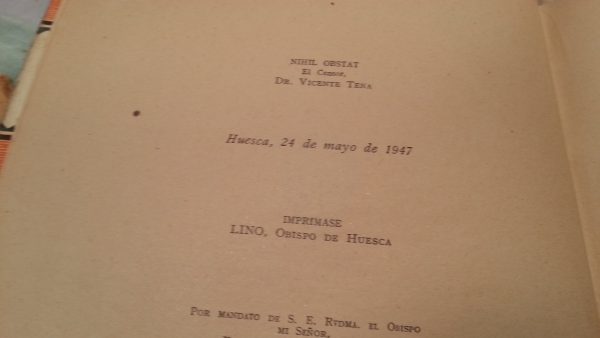 NIHIL OBSTAT
El Censor,
DR. VICENTE TENA
Huesca, 24 de mayo de 1947
IMPRIMASE
LINO, OBISPO DE HUESCA
POR MANDATO DE S. E. RVDMA. EL OBISPO
MI SEÑOR,